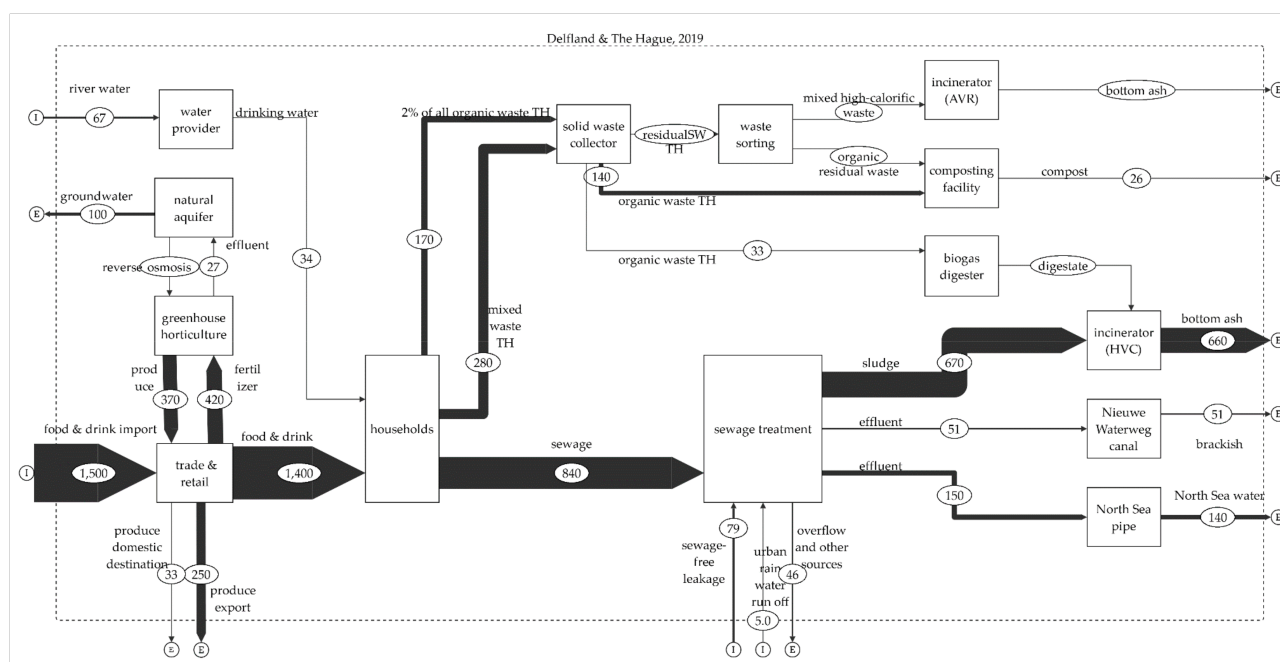 Delfland & The Hague, 2019
river water
I
67
water
provider
drinking water
2% of all organic waste TH
solid waste
collector
residualSW
TH
waste
sorting
mixed high-calorific
waste
incinerator
(AVR)
bottom ash
E
organic
residual waste
composting
facility
compost
26
E
140
organic waste TH
groundwater
E
100
natural
aquifer
effluent
reverse osmosis
27
34
170
organic waste TH
33
biogas
digester
digestate
greenhouse
horticulture
mixed
waste
TH
280
incinerator
(HVC)
bottom ash
660
E
prod
uce
370
fertil
izer
420
households
sewage treatment
sludge
670
food & drink import
I
1,500
trade &
retail
food & drink
1,400
sewage
840
effluent
51
Nieuwe
Waterweg
canal
51
brackish
E
effluent
150
North Sea
pipe
North Sea water
140
E
produce
domestic
destination
33
250
produce
export
E
E
79
sewage-
free
leakage
urban
rain
water
run off
5.0
overflow
and other
sources
46
I
I
E